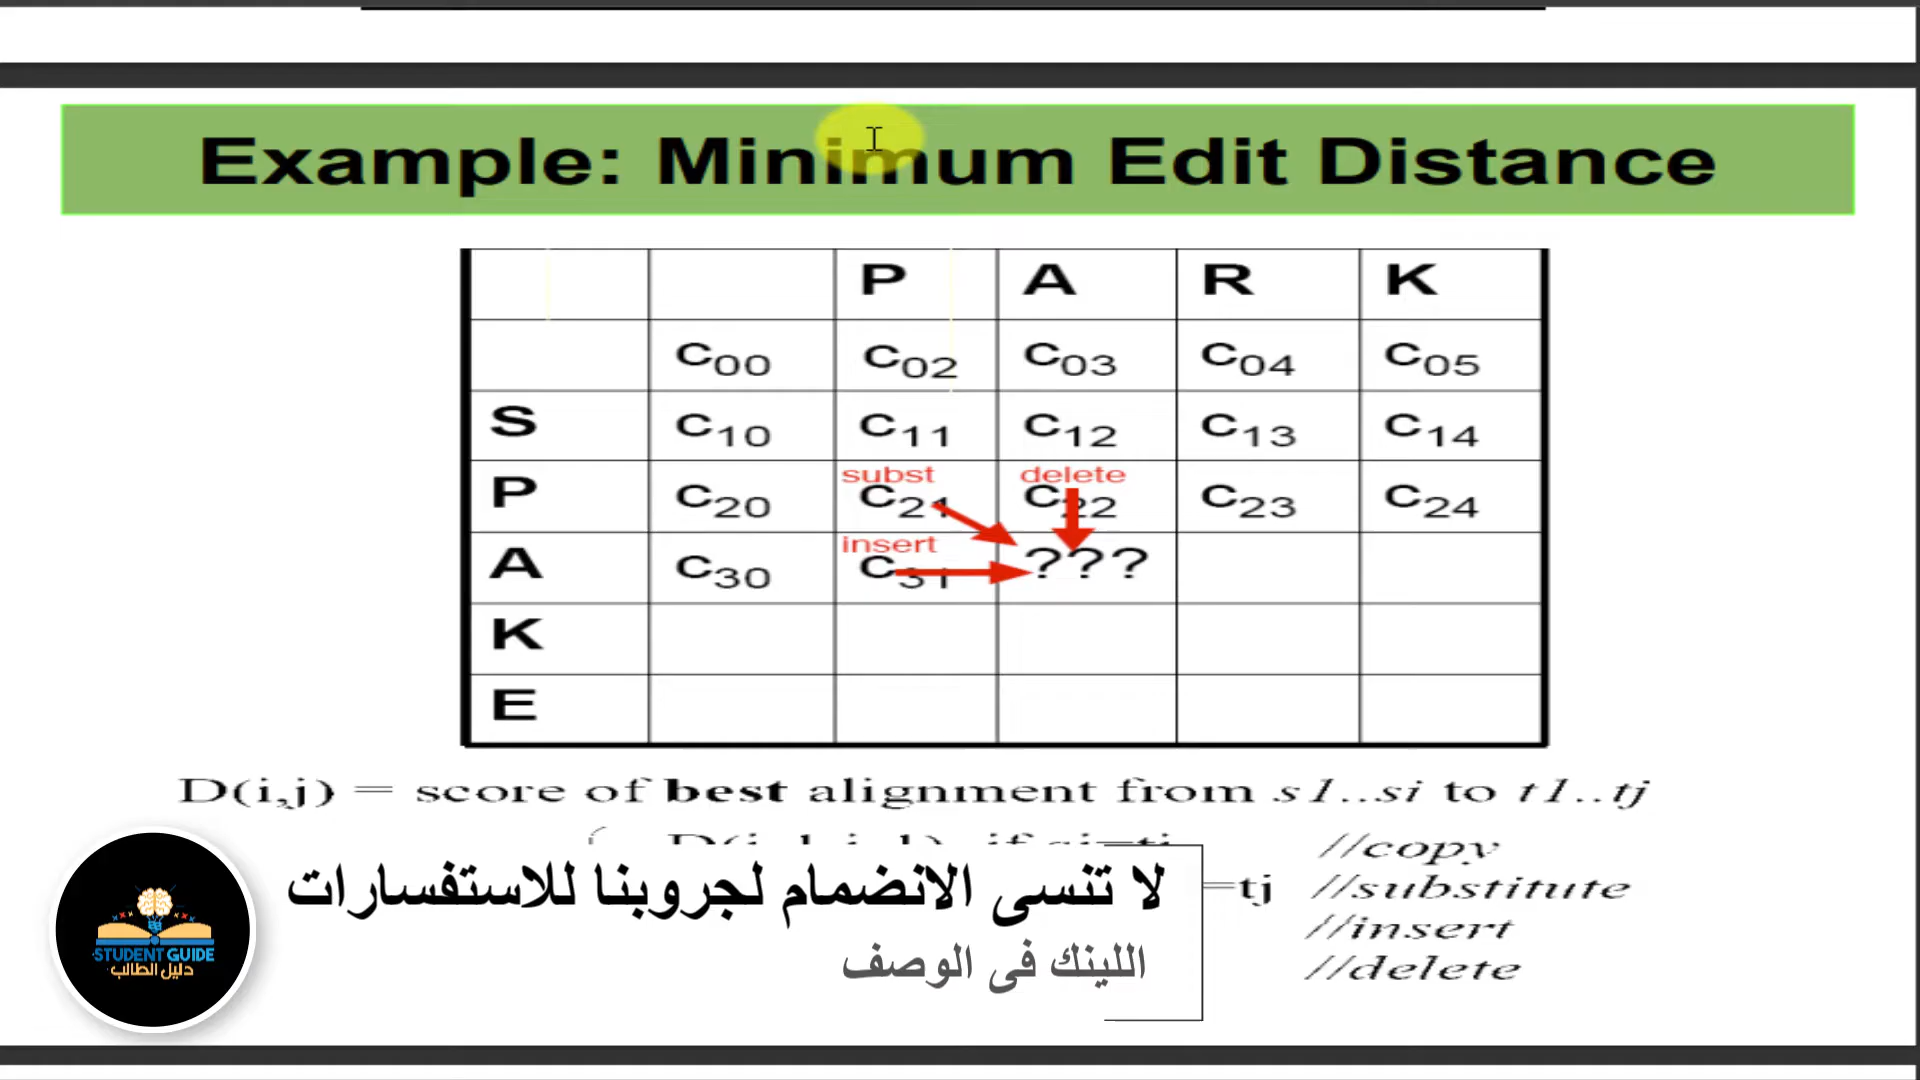 Example: Minimum Edit Distance
P A R K
c00 c02 c03 c04 c05
S c10 c11 c12 c13 c14
subst delete
P c20 c21 c22 c23 c24
insert
A c30 c31 ???
K
E
D(i,j) = score of best alignment from s1..si to t1..tj
//copy
=tj //substitute
//insert
//delete
لا تنسى الانضمام لجروبنا للاستفسارات
اللينك فى الوصف
STUDENT GUIDE
دليل الطالب